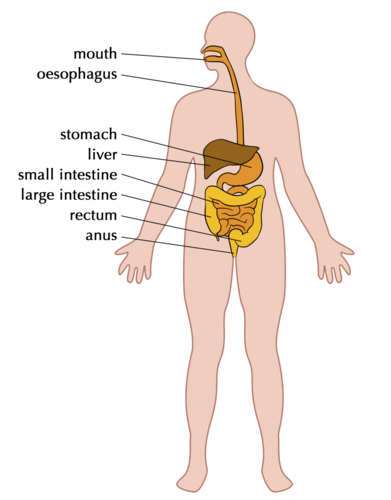 mouth
oesophagus
stomach
liver
small intestine
large intestine
rectum
anus